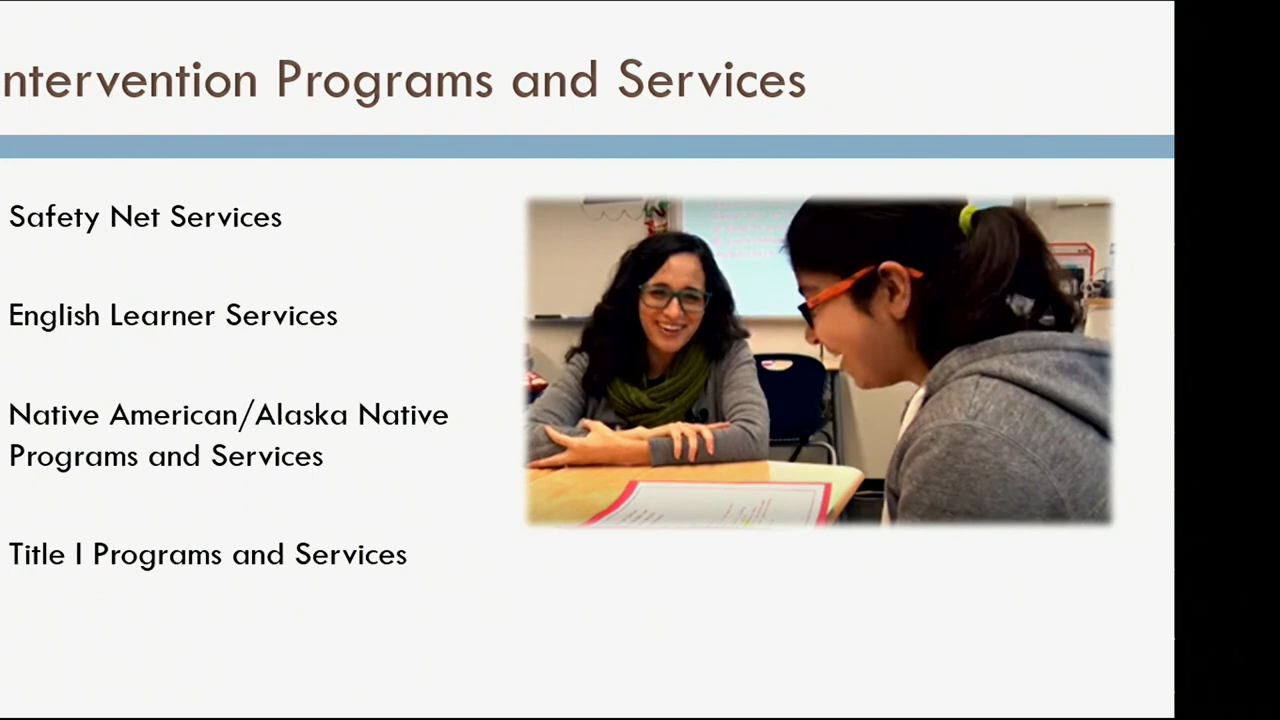 ntervention Programs and Services
Safety Net Services
English Learner Services
Native American/Alaska Native
Programs and Services
Title I Programs and Services